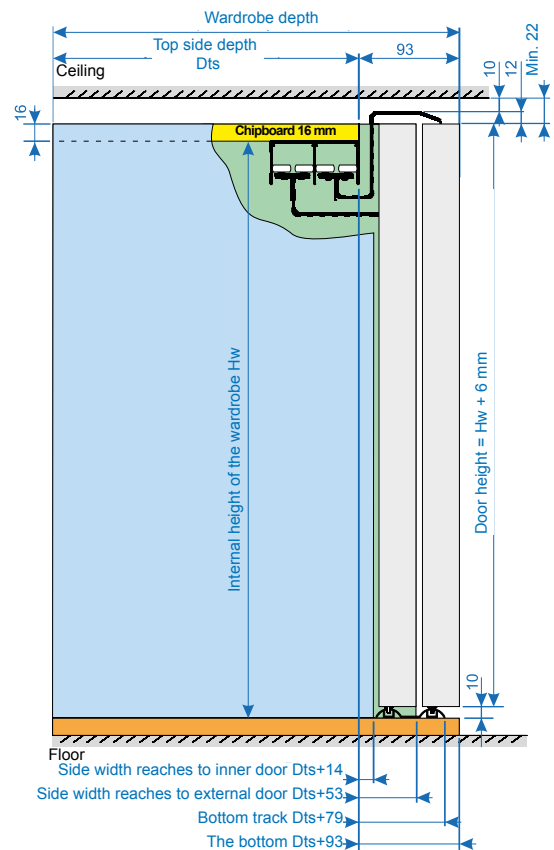 Wardrobe depth
Top side depth
Dts
93
Ceiling
10
12
Min. 22
16
Chipboard 16 mm
Internal height of the wardrobe Hw
Door height = Hw + 6 mm
10
Floor
Side width reaches to inner door Dts+14
Side width reaches to external door Dts+53
Bottom track Dts+79
The bottom Dts+93